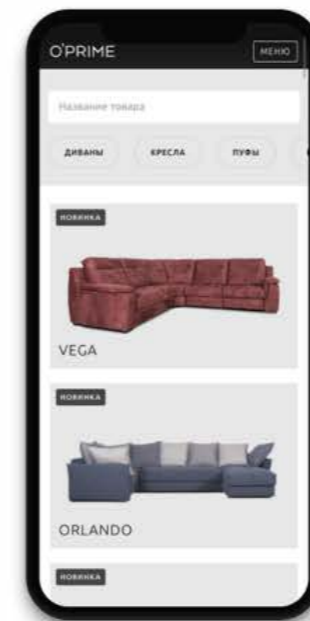 O'PRIME
МЕНЮ
Название товара
ДИВАНЫ
КРЕСЛА
ПУФЫ
НОВИНКА
VEGA
НОВИНКА
ORLANDO
НОВИНКА